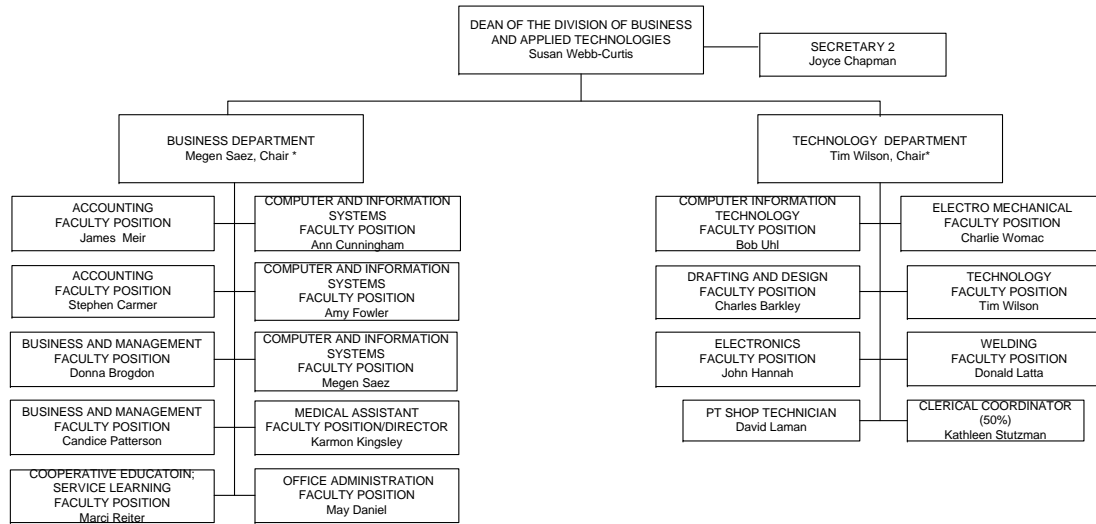 DEAN OF THE DIVISION OF BUSINESS
AND APPLIED TECHNOLOGIES
Susan Webb-Curtis
SECRETARY 2
Joyce Chapman
BUSINESS DEPARTMENT
Megen Saez, Chair *
ACCOUNTING
FACULTY POSITION
James Meir
COMPUTER AND INFORMATION
SYSTEMS
FACULTY POSITION
Ann Cunningham
ACCOUNTING
FACULTY POSITION
Stephen Carmer
COMPUTER AND INFORMATION
SYSTEMS
FACULTY POSITION
Amy Fowler
BUSINESS AND MANAGEMENT
FACULTY POSITION
Donna Brogdon
COMPUTER AND INFORMATION
SYSTEMS
FACULTY POSITION
Megen Saez
BUSINESS AND MANAGEMENT
FACULTY POSITION
Candice Patterson
MEDICAL ASSISTANT
FACULTY POSITION/DIRECTOR
Karmon Kingsley
COOPERATIVE EDUCATOIN;
SERVICE LEARNING
FACULTY POSITION
Marci Reiter
OFFICE ADMINISTRATION
FACULTY POSITION
May Daniel
TECHNOLOGY DEPARTMENT
Tim Wilson, Chair*
COMPUTER INFORMATION
TECHNOLOGY
FACULTY POSITION
Bob Uhl
ELECTRO MECHANICAL
FACULTY POSITION
Charlie Womac
DRAFTING AND DESIGN
FACULTY POSITION
Charles Barkley
TECHNOLOGY
FACULTY POSITION
Tim Wilson
ELECTRONICS
FACULTY POSITION
John Hannah
WELDING
FACULTY POSITION
Donald Latta
PT SHOP TECHNICIAN
David Laman
CLERICAL COORDINATOR
(50%)
Kathleen Stutzman